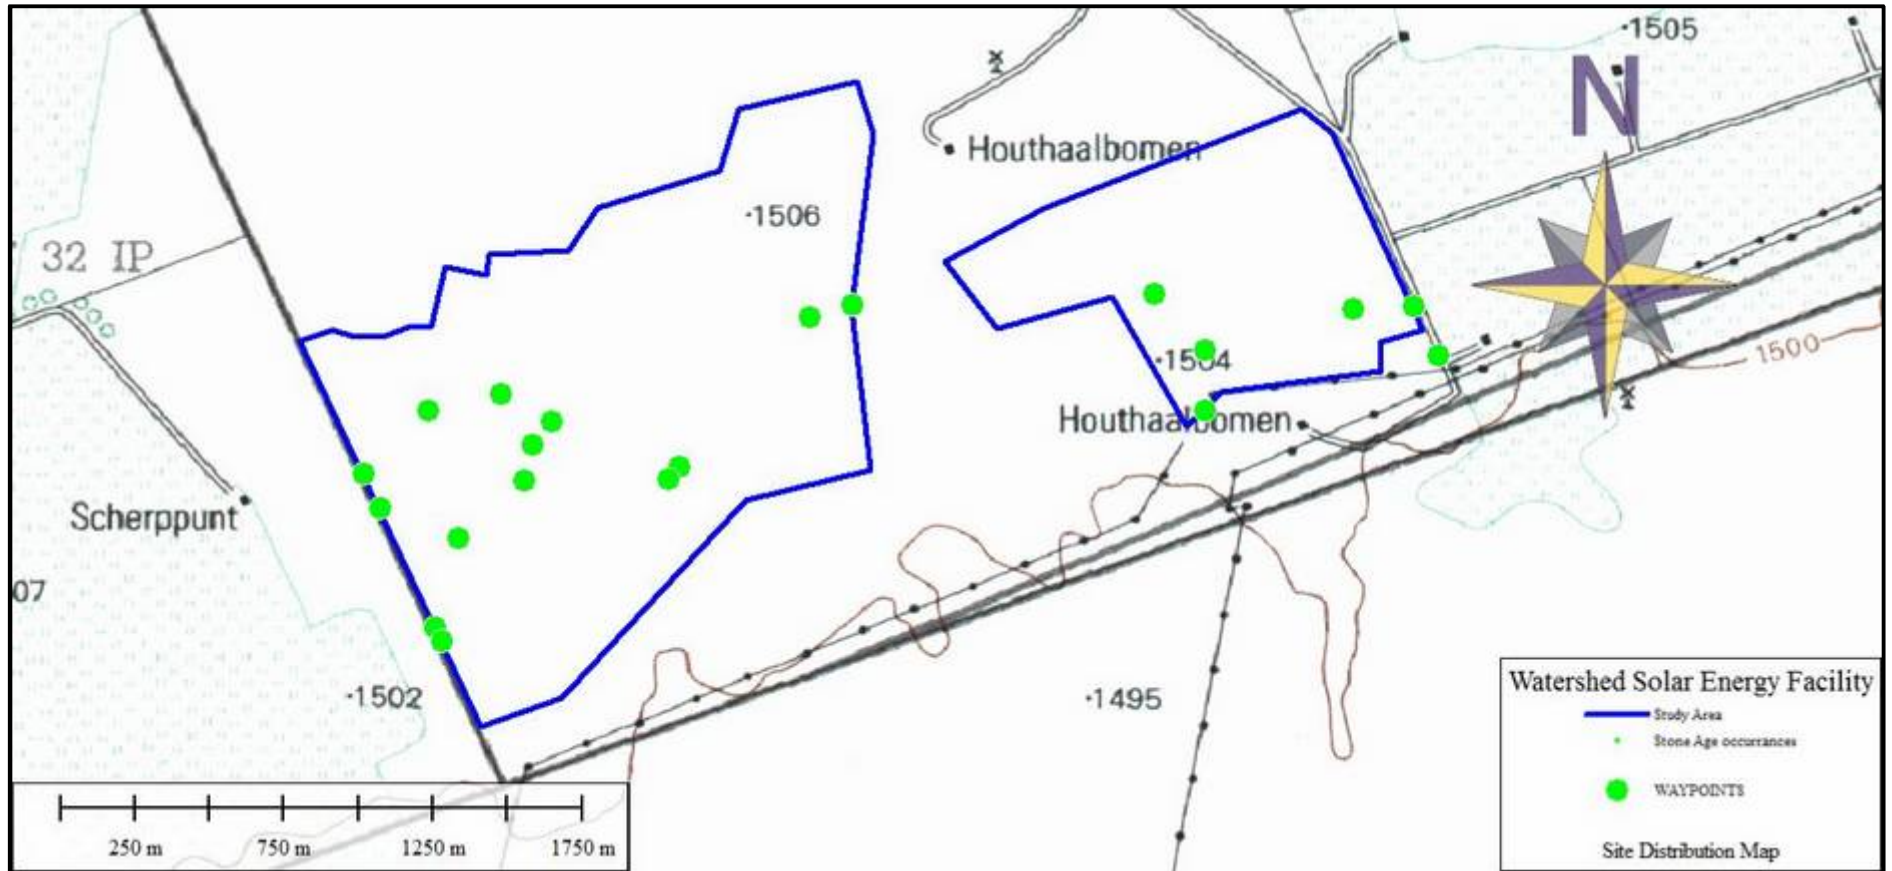 ·1505
N
Houthaalbomen
·1506
32 IP
·1504
1500
Houthaalbomen
Scherppunt
07
·1502
·1495
Watershed Solar Energy Facility
Study Area
Stone Age occurrances
WAYPOINTS
Site Distribution Map
250 m 750 m 1250 m 1750 m